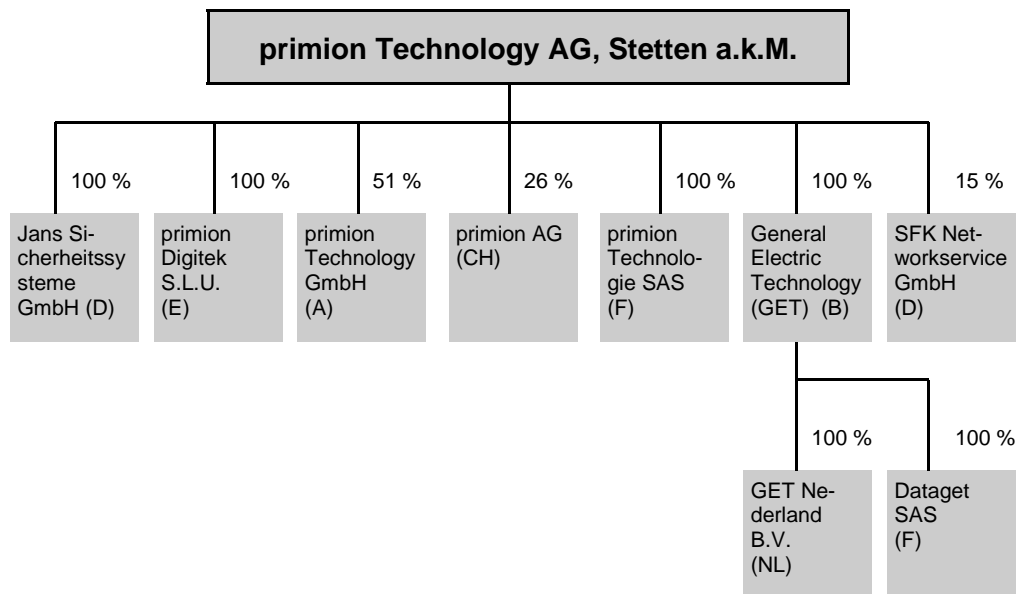 primion Technology AG, Stetten a.k.M.
100 %
100 %
51 %
26 %
100 %
100 %
15 %
Jans Si-
cherheitssy
steme
GmbH (D)
primion
Digitek
S.L.U.
(E)
primion
Technology
GmbH
(A)
primion AG
(CH)
primion
Technolo-
gie SAS
(F)
General
Electric
Technology
(GET) (B)
SFK Net-
workservice
GmbH
(D)
100 %
100 %
GET Ne-
derland
B.V.
(NL)
Dataget
SAS
(F)